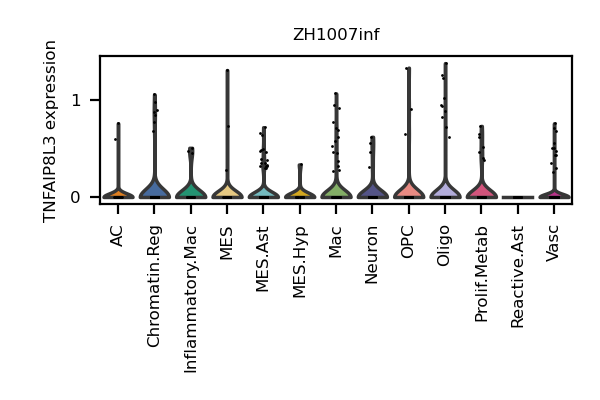 ZH1007inf
TNFAIP8L3 expression
1
0
AC
Chromatin.Reg
Inflammatory.Mac
MES
MES.Ast
MES.Hyp
Mac
Neuron
OPC
Oligo
Prolif.Metab
Reactive.Ast
Vasc